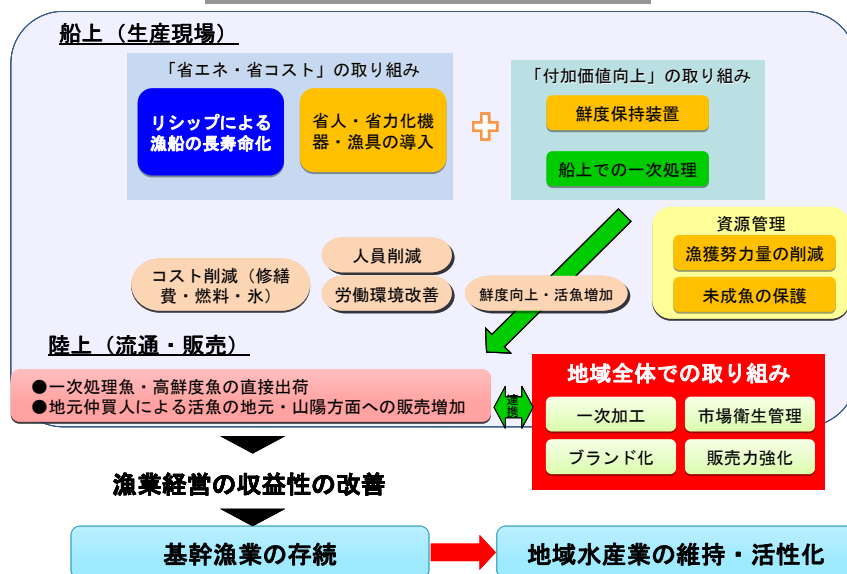 船上（生産現場）
「省エネ・省コスト」の取り組み
リシップによる
漁船の長寿命化
省人・省力化機
器・漁具の導入
「付加価値向上」の取り組み
鮮度保持装置
船上での一次処理
資源管理
漁獲努力量の削減
未成魚の保護
コスト削減（修繕
費・燃料・氷）
人員削減
労働環境改善
鮮度向上・活魚増加
陸上（流通・販売）
●一次処理魚・高鮮度魚の直接出荷
●地元仲買人による活魚の地元・山陽方面への販売増加
連携
地域全体での取り組み
一次加工
市場衛生管理
ブランド化
販売力強化
漁業経営の収益性の改善
基幹漁業の存続
地域水産業の維持・活性化